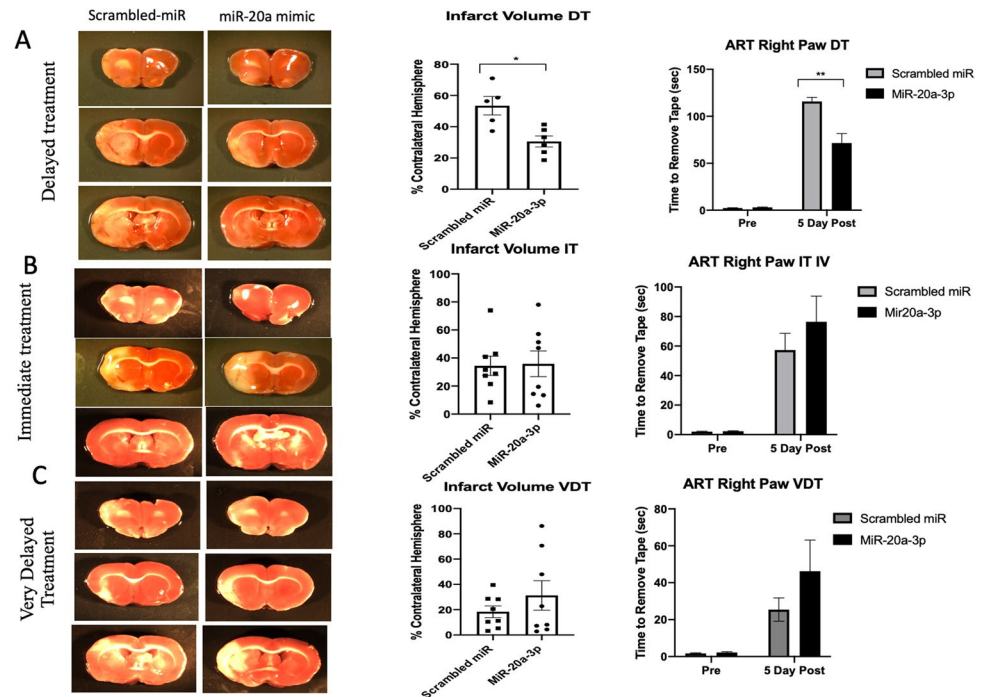 Scrambled-miR
miR-20a mimic
A
Delayed treatment
Infarct Volume DT
% Contralateral Hemisphere
80
60
40
20
0
*
Scrambled miR
MiR-20a-3p
ART Right Paw DT
Time to Remove Tape (sec)
150
100
50
0
**
Pre
5 Day Post
Scrambled miR
MiR-20a-3p
B
Immediate treatment
Infarct Volume IT
% Contralateral Hemisphere
100
80
60
40
20
0
Scrambled miR
MiR-20a-3p
ART Right Paw IT IV
Time to Remove Tape (sec)
100
80
60
40
20
0
Pre
5 Day Post
Scrambled miR
Mir20a-3p
C
Very Delayed
Treatment
Infarct Volume VDT
% Contralateral Hemisphere
100
80
60
40
20
0
Scrambled miR
MiR-20a-3p
ART Right Paw VDT
Time to Remove Tape (sec)
80
60
40
20
0
Pre
5 Day Post
Scrambled miR
MiR-20a-3p